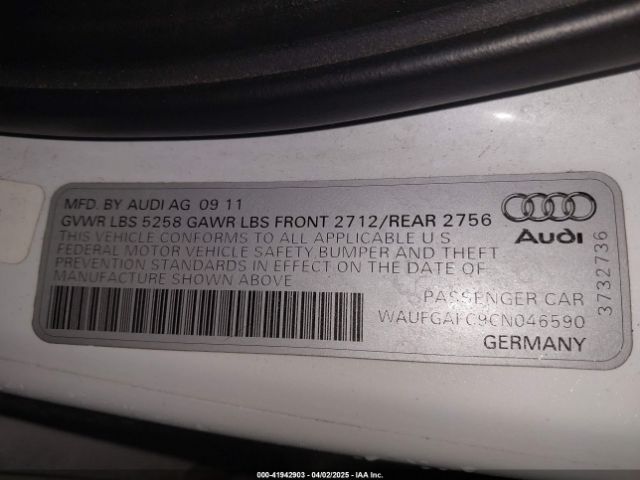 MFD. BY AUDI AG 09 11
GVWR LBS 5258 GAWR LBS FRONT 2712/REAR 2756
THIS VEHICLE CONFORMS TO ALL APPLICABLE U.S
FEDERAL MOTOR VEHICLE SAFETY, BUMPER AND THEFT
PREVENTION STANDARDS IN EFFECT ON THE DATE OF
MANUFACTURE SHOWN ABOVE
Audi
PASSENGER CAR
WAUFGAFC9CN046590
GERMANY
3732736
00-41942903 04/02/2025 IAA Inc.